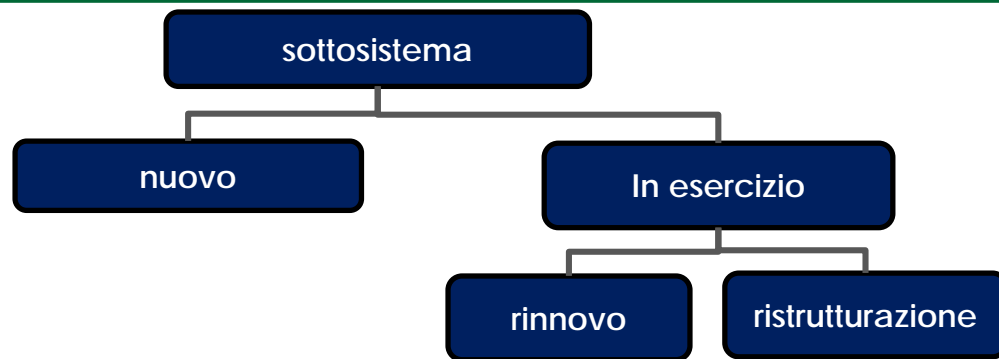 sottosistema
nuovo
In esercizio
rinnovo
ristrutturazione